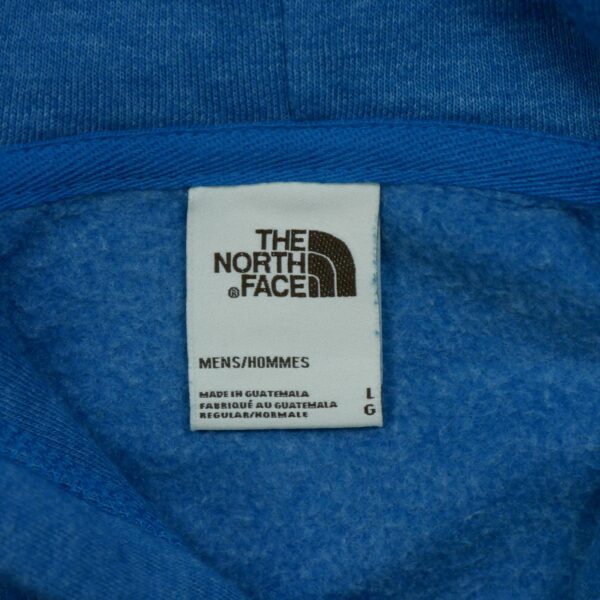 THE
NORTH
®FACE
MENS/HOMMES
MADE IN GUATEMALA L
FABRIQUÉ AU GUATEMALA G
REGULAR/NORMALE